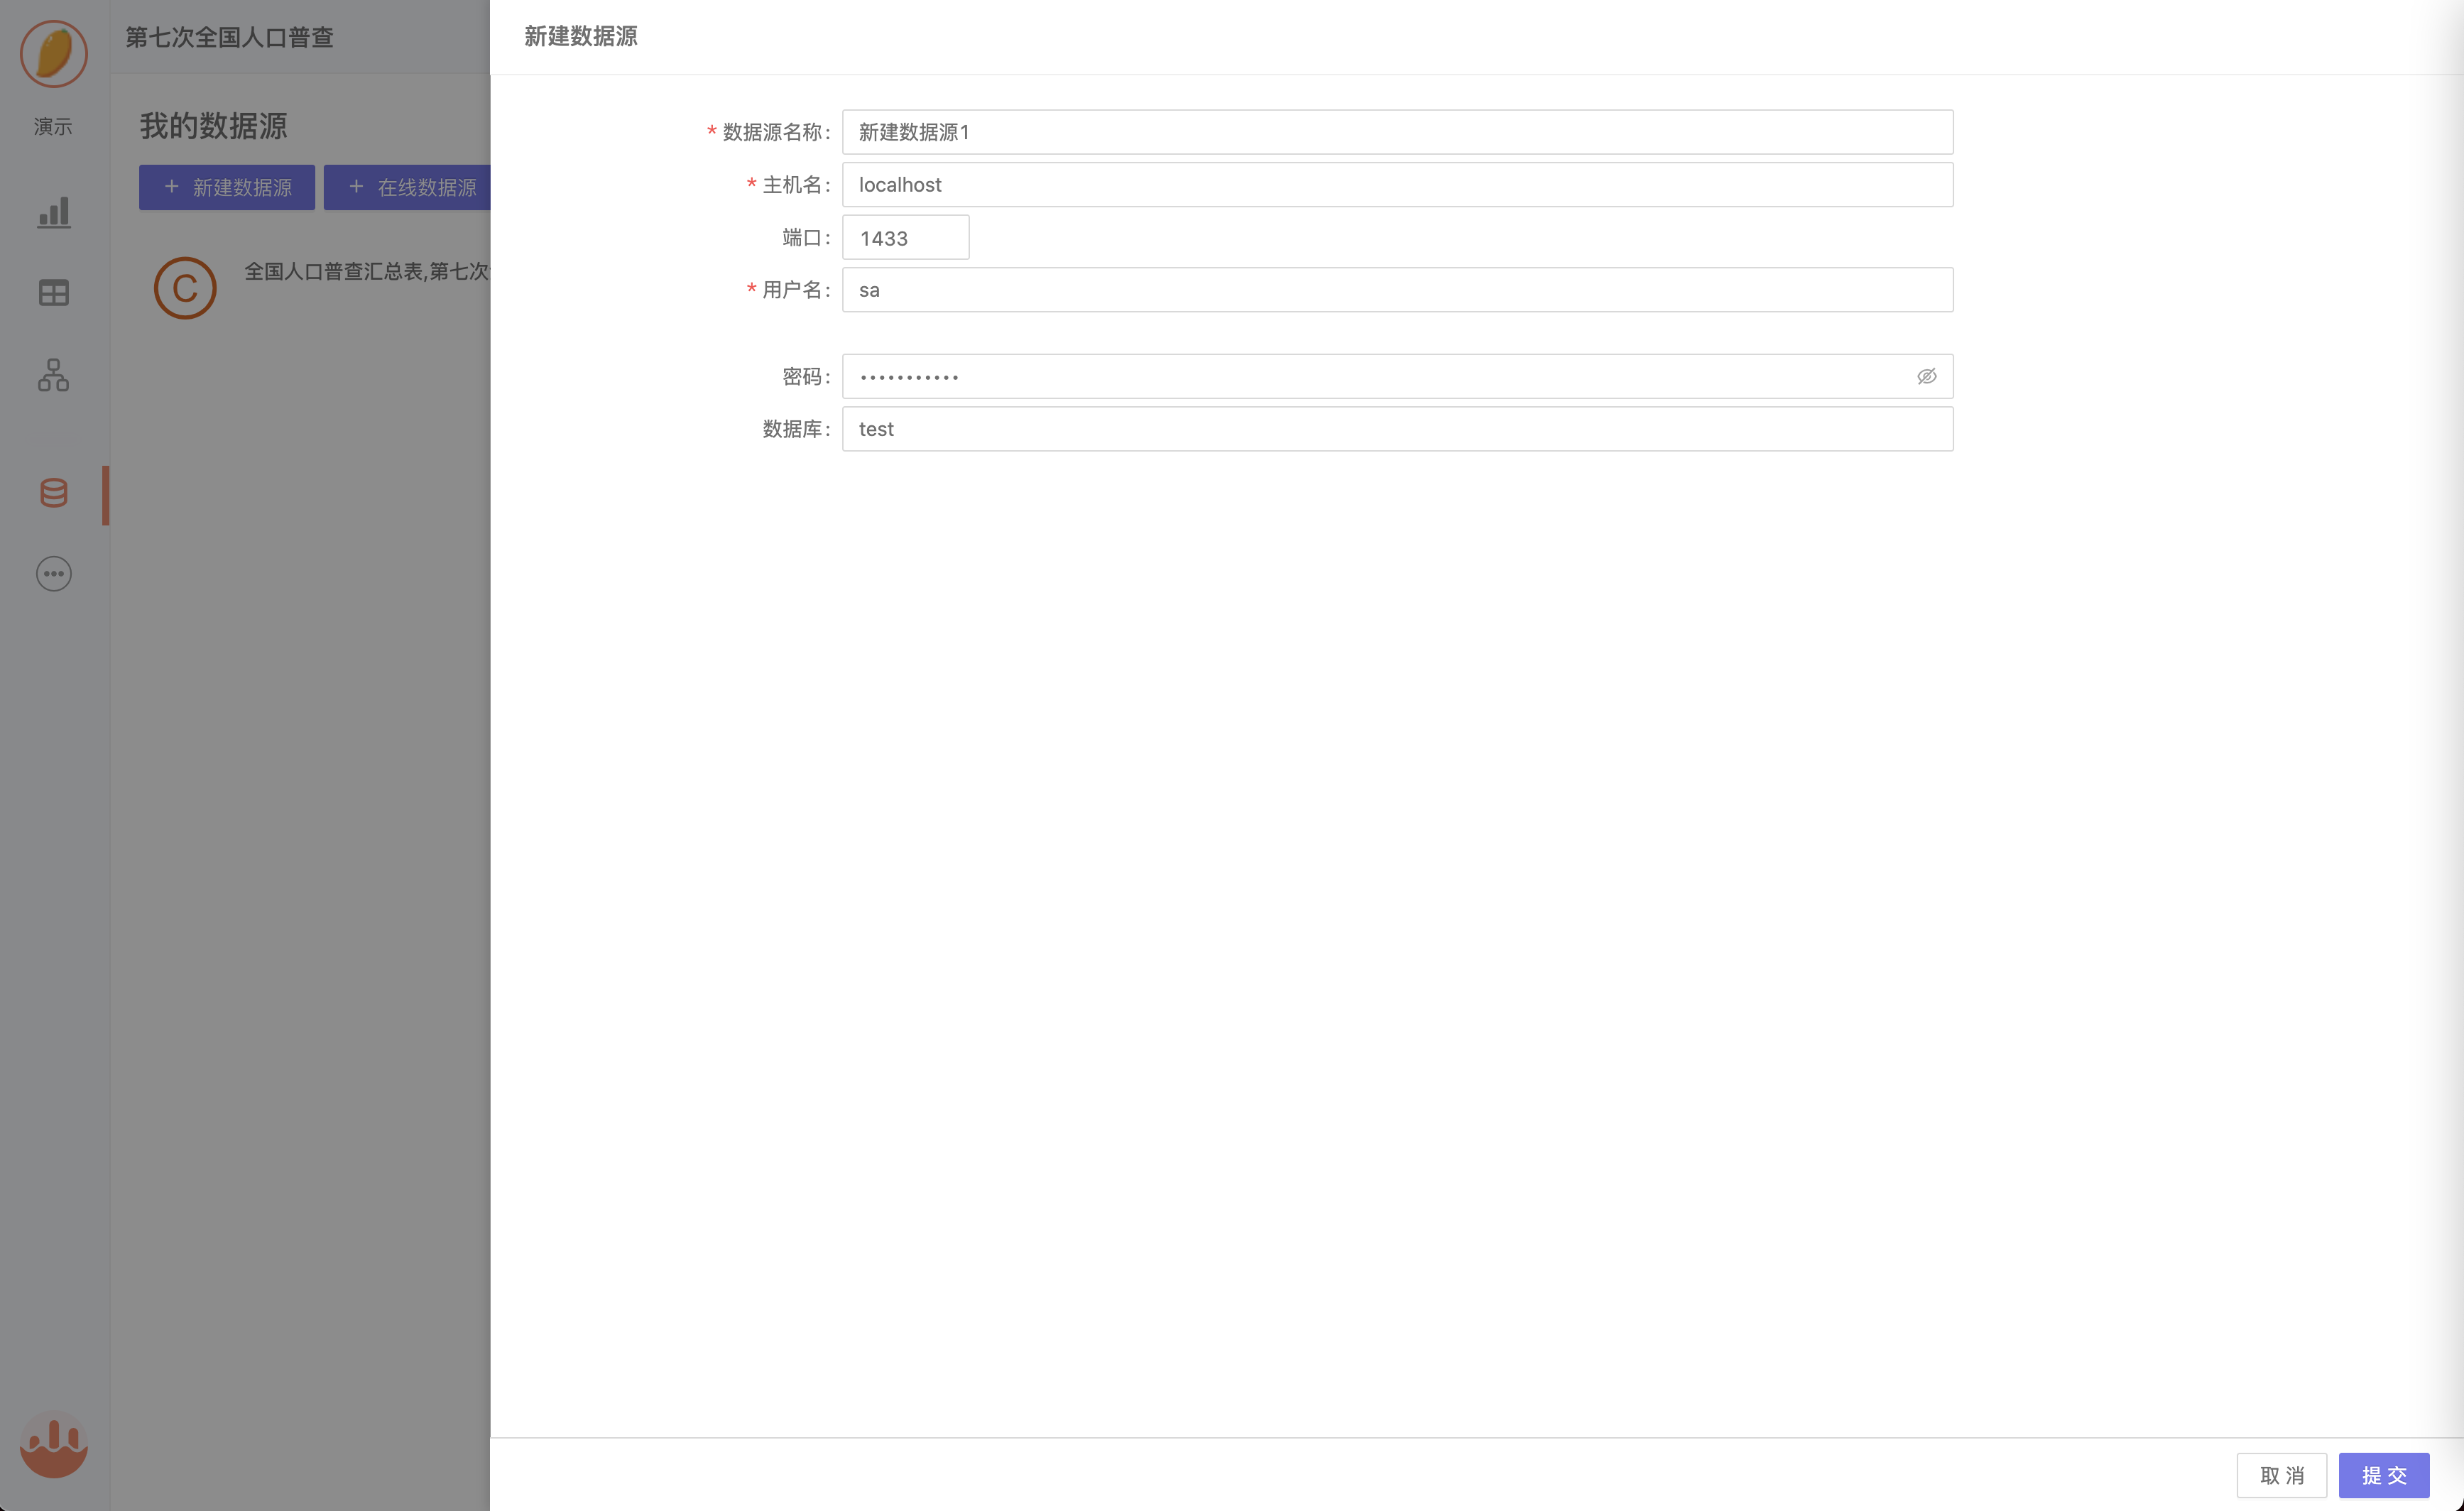 第七次全国人口普查
演示
我的数据源
+ 新建数据源
+ 在线数据源
C
全国人口普查汇总表,第七次
新建数据源
* 数据源名称: 新建数据源1
* 主机名: localhost
端口: 1433
* 用户名: sa
密码: •••••••••••
数据库: test
取 消
提 交